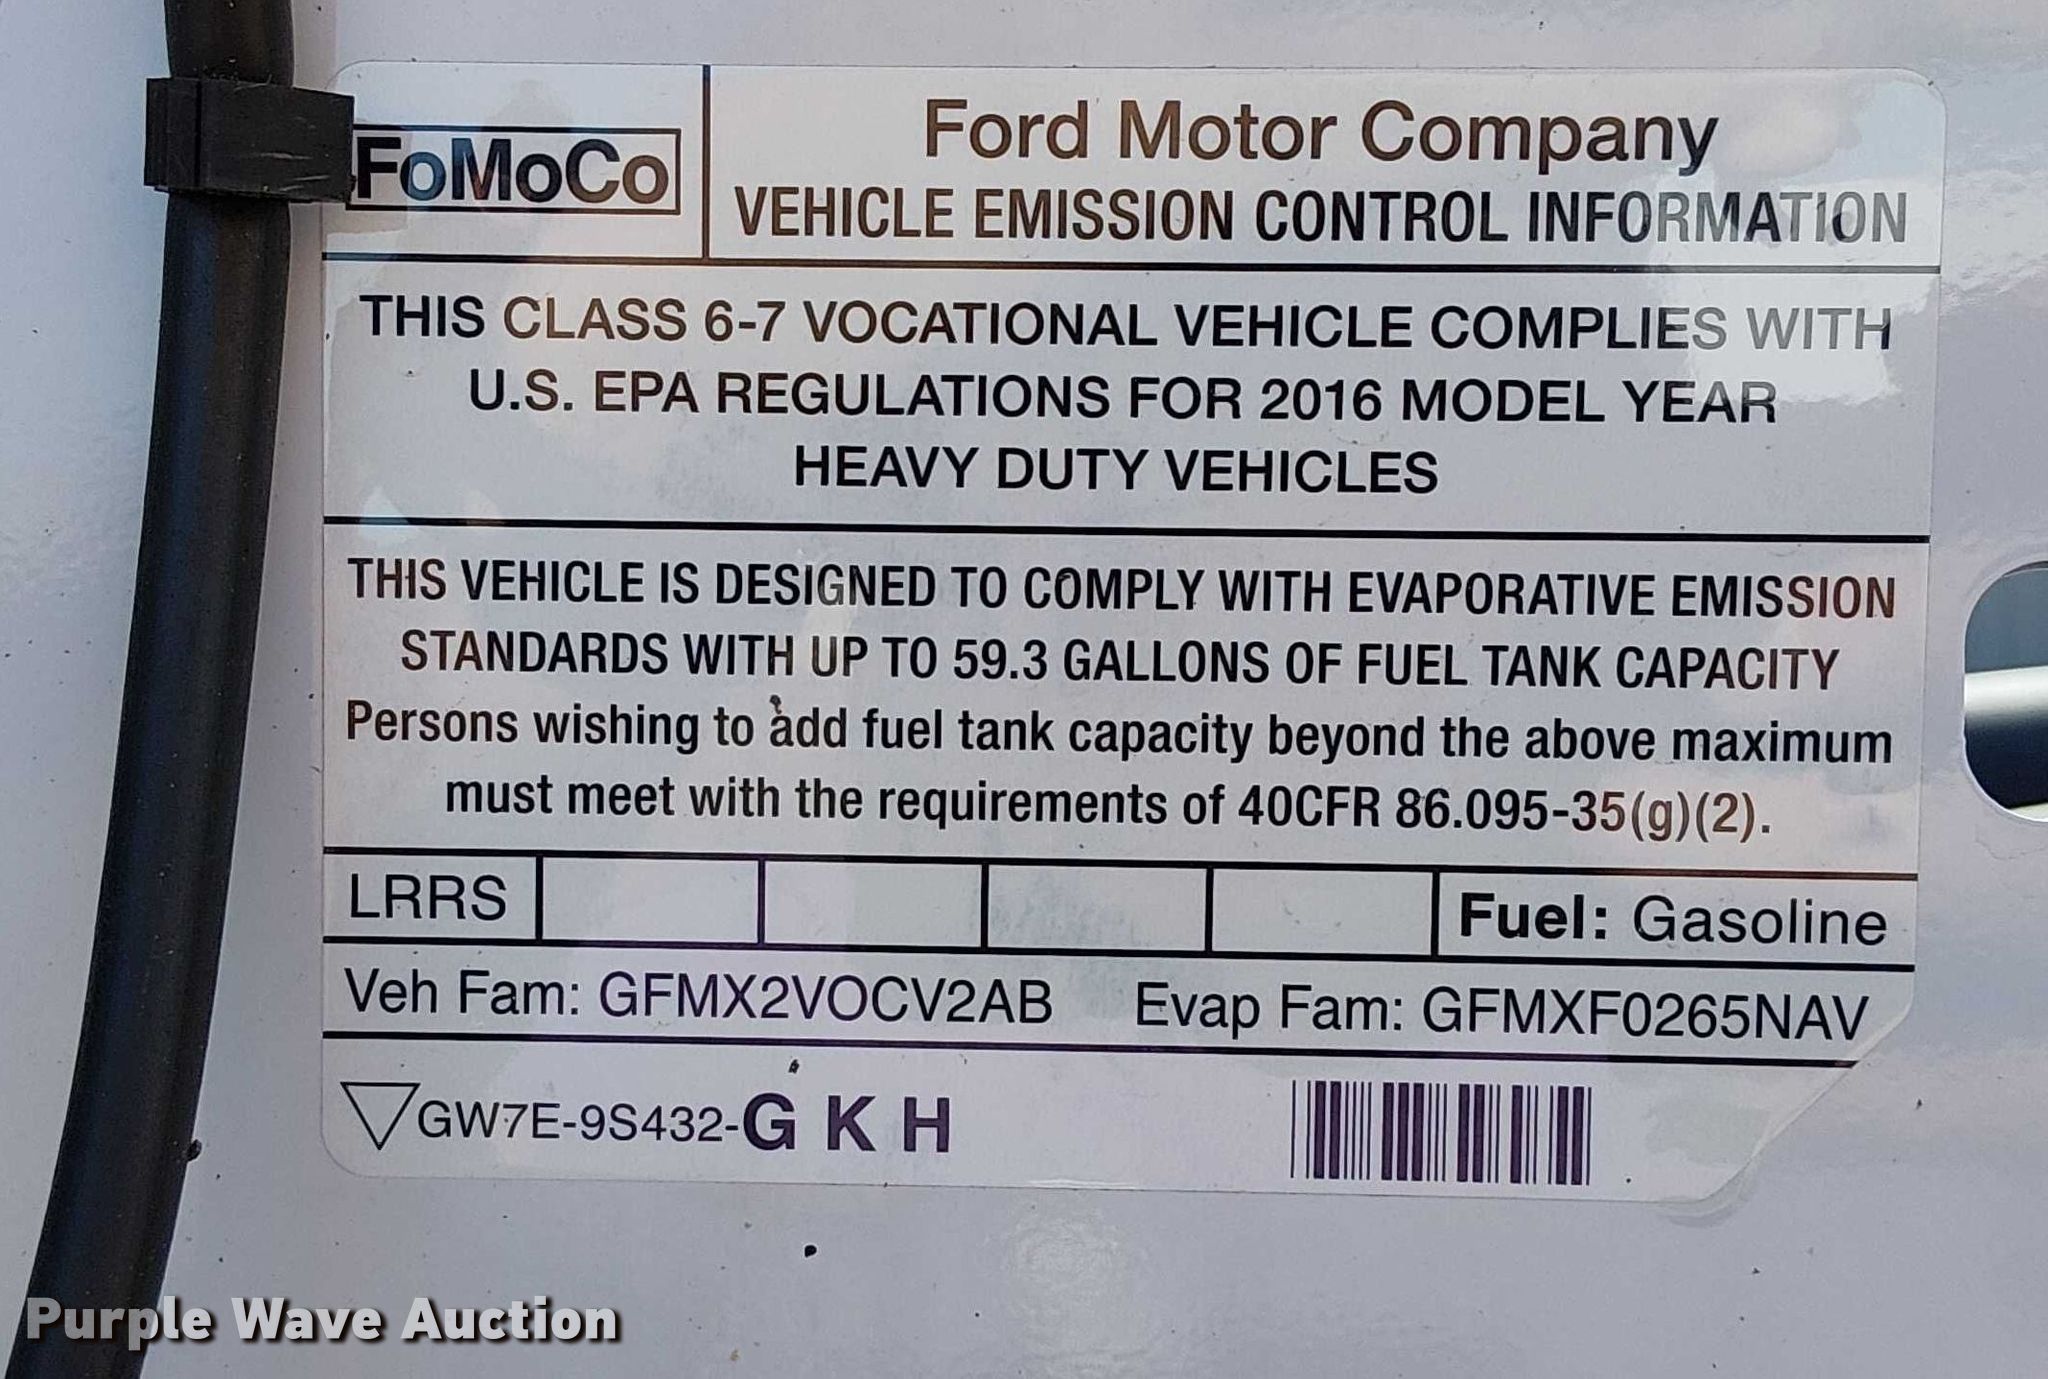 FoMoCo
Ford Motor Company
VEHICLE EMISSION CONTROL INFORMATION
THIS CLASS 6-7 VOCATIONAL VEHICLE COMPLIES WITH
U.S. EPA REGULATIONS FOR 2016 MODEL YEAR
HEAVY DUTY VEHICLES
THIS VEHICLE IS DESIGNED TO COMPLY WITH EVAPORATIVE EMISSION
STANDARDS WITH UP TO 59.3 GALLONS OF FUEL TANK CAPACITY
Persons wishing to add fuel tank capacity beyond the above maximum
must meet with the requirements of 40CFR 86.095-35(g)(2).
LRRS Fuel: Gasoline
Veh Fam: GFMX2VOCV2AB Evap Fam: GFMXF0265NAV
GW7E-9S432-G K H
Purple Wave Auction